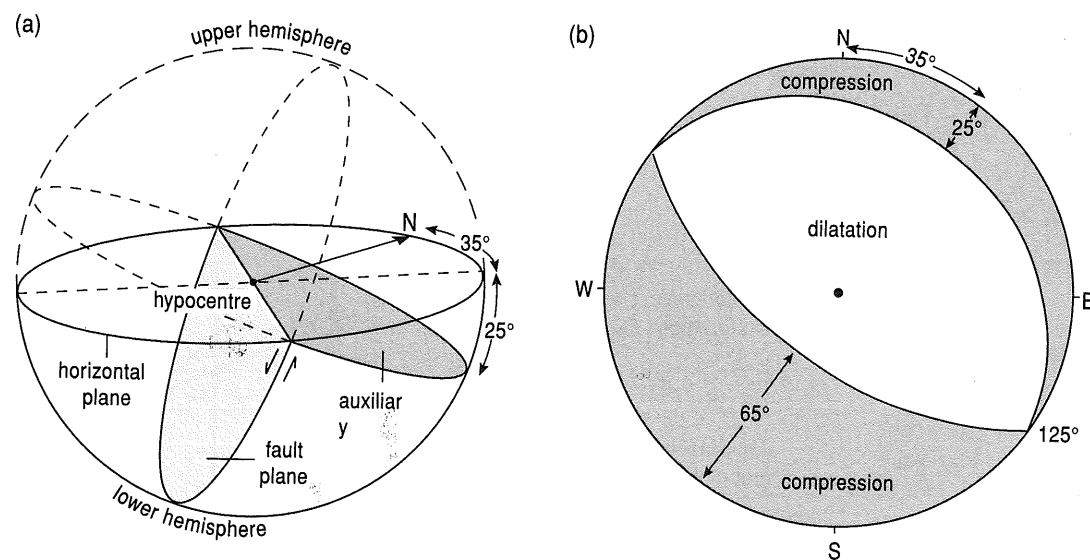 (a)
upper hemisphere
N
35°
hypocentre
25°
horizontal
plane
auxiliar
y
fault
plane
lower hemisphere
(b)
N
35°
compression
25°
dilatation
W
E
65°
125°
compression
S